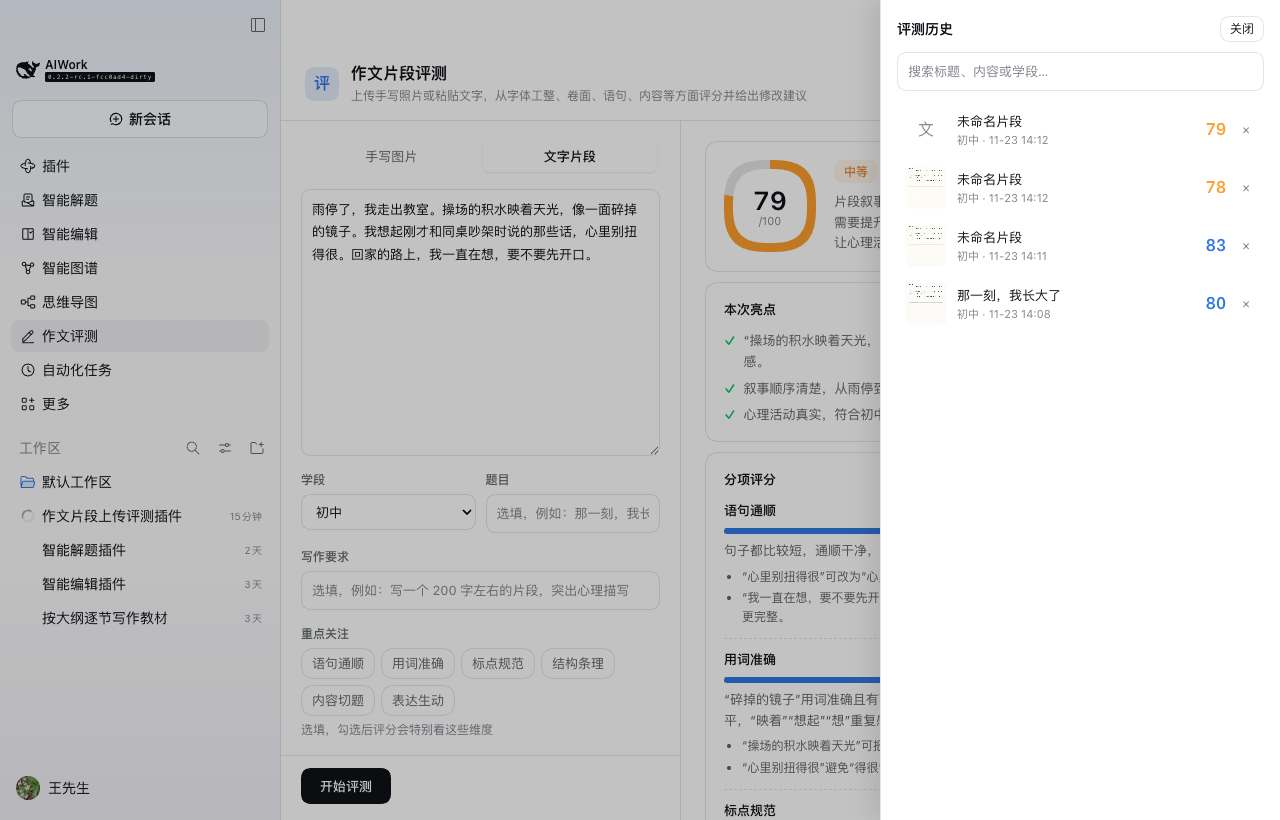 AIWork
0.2.2-rc.1-fcc0ad4-dirty
新会话
插件
智能解题
智能编辑
智能图谱
思维导图
作文评测
自动化任务
更多
工作区
默认工作区
作文片段上传评测插件 15分钟
智能解题插件 2天
智能编辑插件 3天
按大纲逐节写作教材 3天
王先生
评
作文片段评测
上传手写照片或粘贴文字，从字体工整、卷面、语句、内容等方面评分并给出修改建议
手写图片 文字片段
雨停了，我走出教室。操场的积水映着天光，像一面碎掉
的镜子。我想起刚才和同桌吵架时说的那些话，心里别扭
得很。回家的路上，我一直在想，要不要先开口。
学段 题目
初中 选填，例如：那一刻，我长
写作要求
选填，例如：写一个 200 字左右的片段，突出心理描写
重点关注
语句通顺 用词准确 标点规范 结构条理
内容切题 表达生动
选填，勾选后评分会特别看这些维度
开始评测
79
/100
中等
片段叙事
需要提升
让心理活
本次亮点
“操场的积水映着天光，
感。
叙事顺序清楚，从雨停到
心理活动真实，符合初中
分项评分
语句通顺
句子都比较短，通顺干净，
“心里别扭得很”可改为“心
“我一直在想，要不要先开
更完整。
用词准确
“碎掉的镜子”用词准确且有
平，“映着”“想起”“想”重复
“操场的积水映着天光”可把
“心里别扭得很”避免“得很
标点规范
评测历史 关闭
搜索标题、内容或学段...
文
未命名片段
初中 · 11-23 14:12
79 ×
未命名片段
初中 · 11-23 14:12
78 ×
未命名片段
初中 · 11-23 14:11
83 ×
那一刻，我长大了
初中 · 11-23 14:08
80 ×